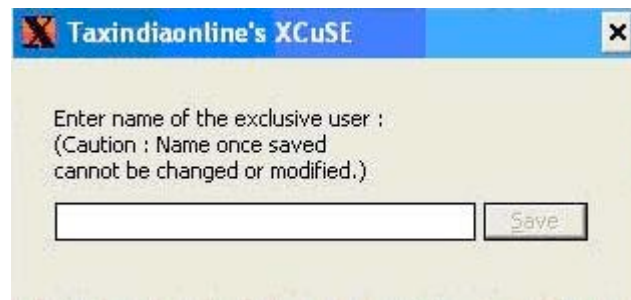 Taxindiaonline's XCuSE
Enter name of the exclusive user :
(Caution : Name once saved
cannot be changed or modified.)
Save